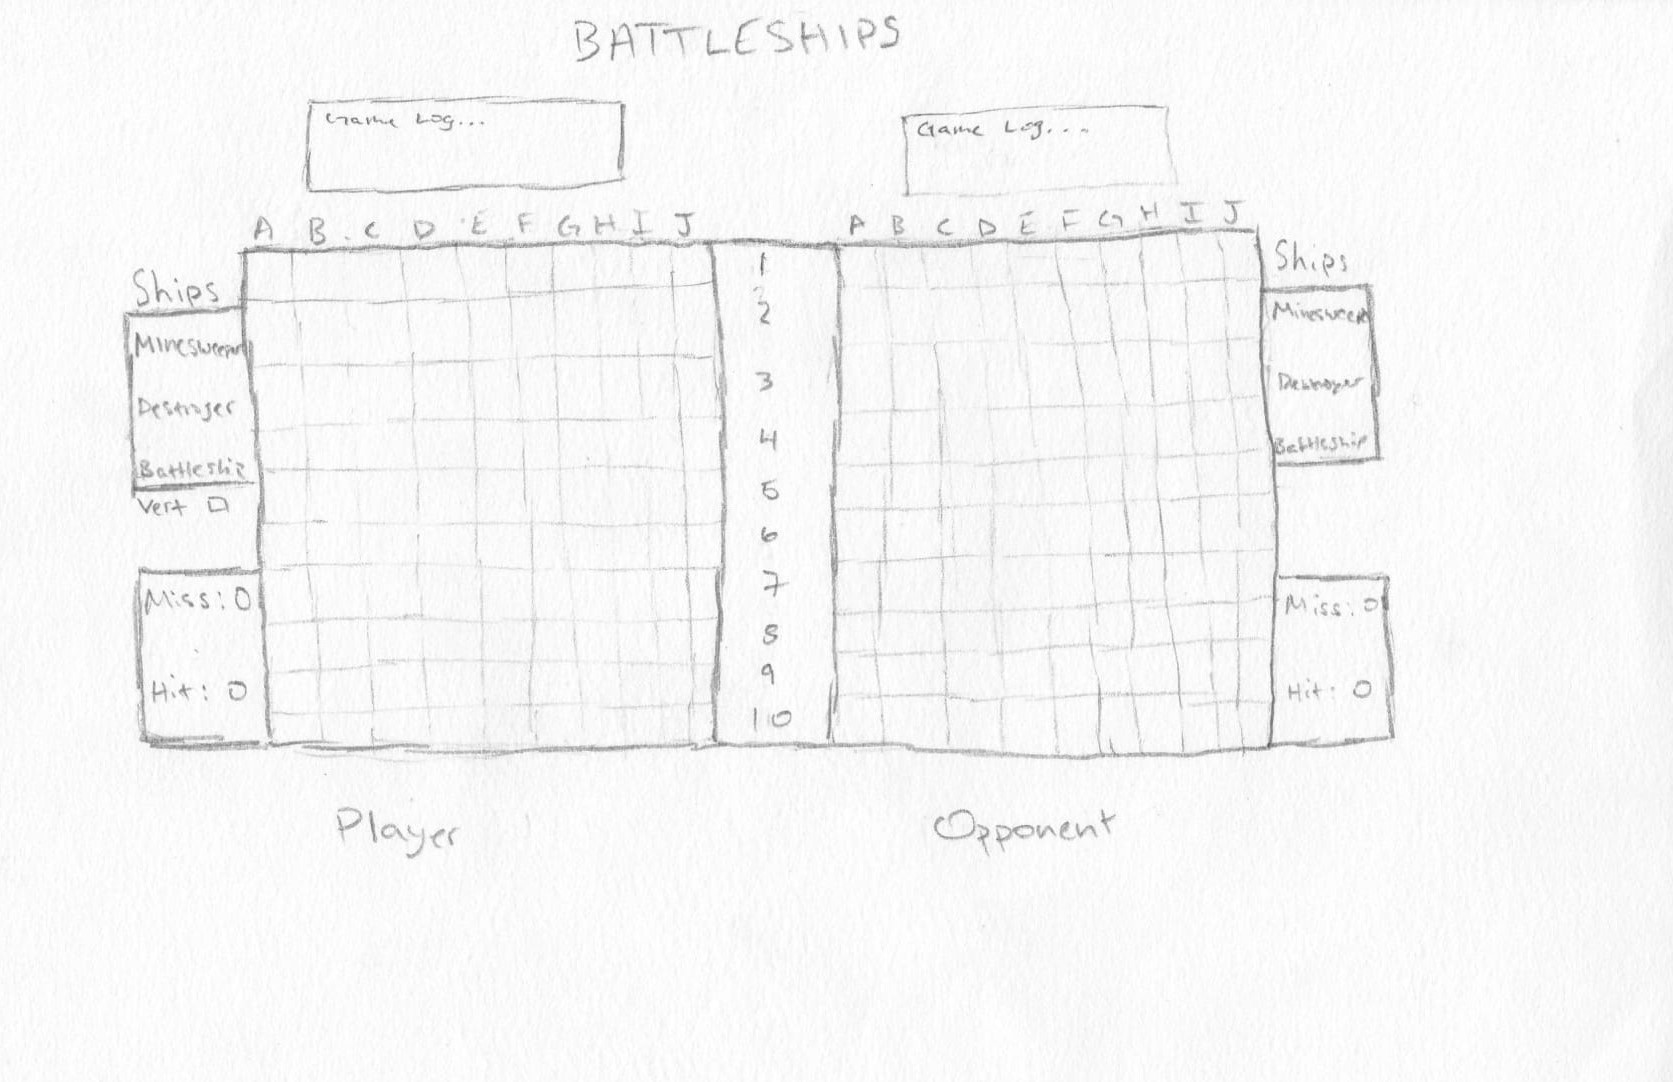 BATTLESHIPS
Game Log...
Game Log...
A B C D E F G H I J
A B C D E F G H I J
Ships
Minesweeper
Destroyer
Battleship
Vert
Miss: 0
Hit: 0
1
2
3
4
5
6
7
8
9
10
Ships
Minesweeper
Destroyer
Battleship
Miss: 0
Hit: 0
Player
Opponent